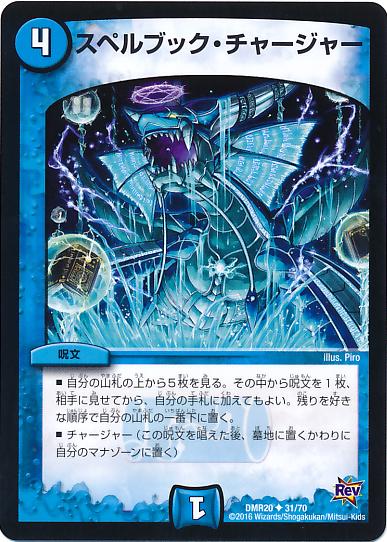 4
スペルブック・チャージャー
呪文
illus. Piro
■ 自分の山札の上から5枚を見る。その中から呪文を1枚、
相手に見せてから、自分の手札に加えてもよい。残りを好き
な順序で自分の山札の一番下に置く。
■ チャージャー（この呪文を唱えた後、墓地に置くかわりに
自分のマナゾーンに置く）
1
Rev
DMR20 ◆ 31/70
©2016 Wizards/Shogakukan/Mitsui-Kids